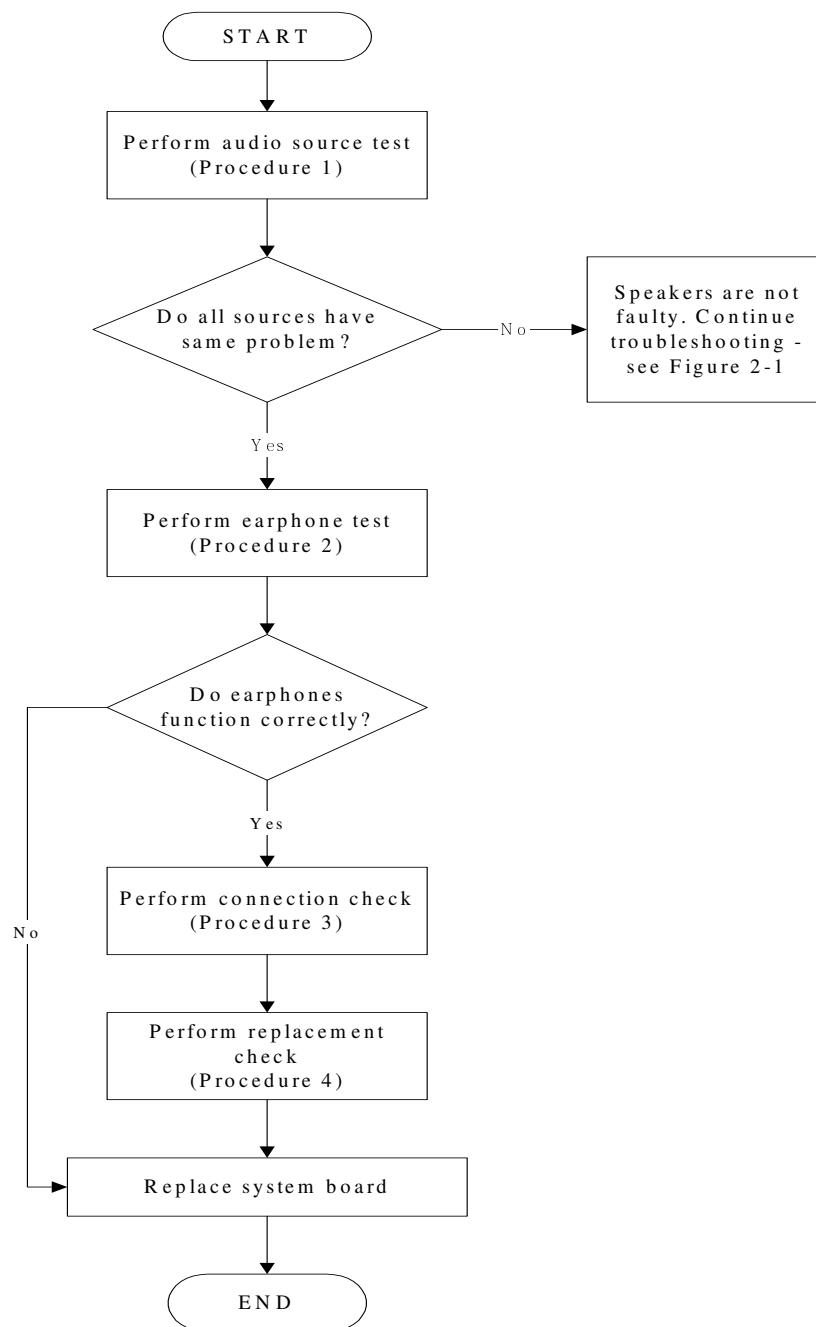 START
Perform audio source test
(Procedure 1)
Do all sources have
same problem?
No
Speakers are not
faulty. Continue
troubleshooting -
see Figure 2-1
Yes
Perform earphone test
(Procedure 2)
Do earphones
function correctly?
Yes
No
Perform connection check
(Procedure 3)
Perform replacement
check
(Procedure 4)
Replace system board
END